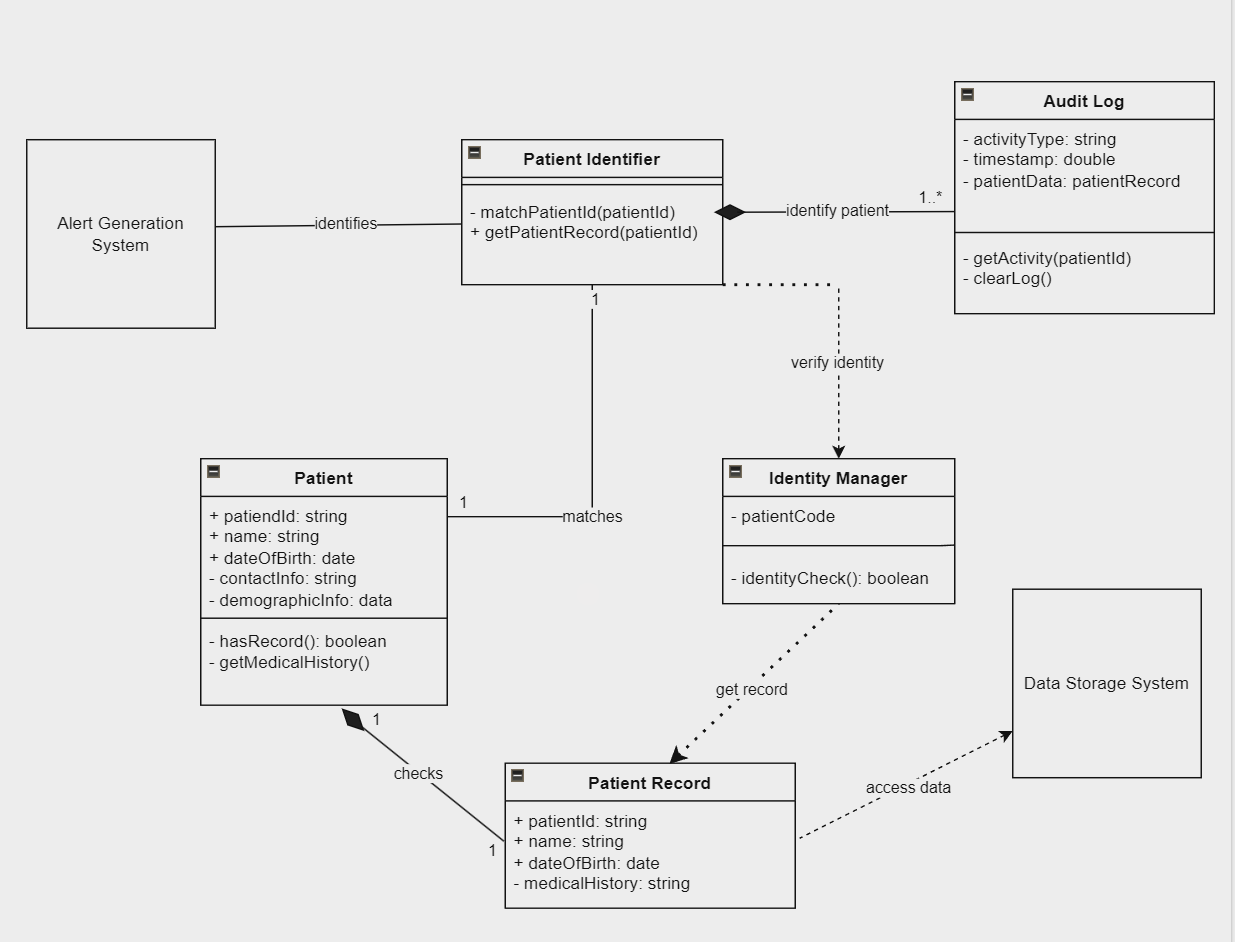 Audit Log
- activityType: string
- timestamp: double
- patientData: patientRecord
- getActivity(patientId)
- clearLog()
Alert Generation
System
identifies
Patient Identifier
- matchPatientId(patientId)
+ getPatientRecord(patientId)
identify patient
1..*
1
verify identity
Patient
+ patiendId: string
+ name: string
+ dateOfBirth: date
- contactInfo: string
- demographicInfo: data
- hasRecord(): boolean
- getMedicalHistory()
1
matches
Identity Manager
- patientCode
- identityCheck(): boolean
Data Storage System
get record
1
checks
1
Patient Record
+ patientId: string
+ name: string
+ dateOfBirth: date
- medicalHistory: string
access data